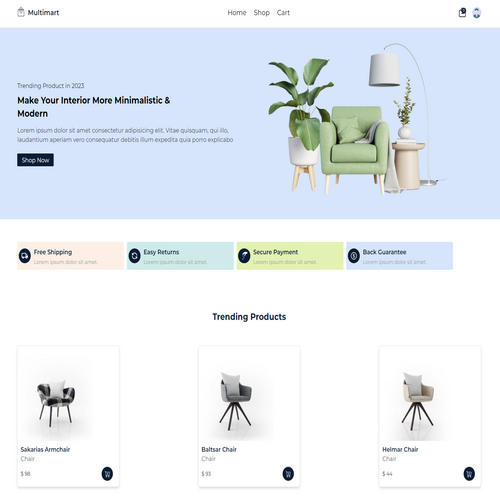 Multimart
Home Shop Cart
Trending Product in 2023
Make Your Interior More Minimalistic &
Modern
Lorem ipsum dolor sit amet consectetur adipisicing elit. Vitae quisquam, qui illo,
laudantium aperiam vero consequatur debitis illum expedita quia porro explicabo
Shop Now
Free Shipping
Lorem ipsum dolor sit amet.
Easy Returns
Lorem ipsum dolor sit amet.
Secure Payment
Lorem ipsum dolor sit amet.
Back Guarantee
Lorem ipsum dolor sit amet.
Trending Products
Sakarias Armchair
Chair
$ 98
Baltsar Chair
Chair
$ 93
Helmar Chair
Chair
$ 44